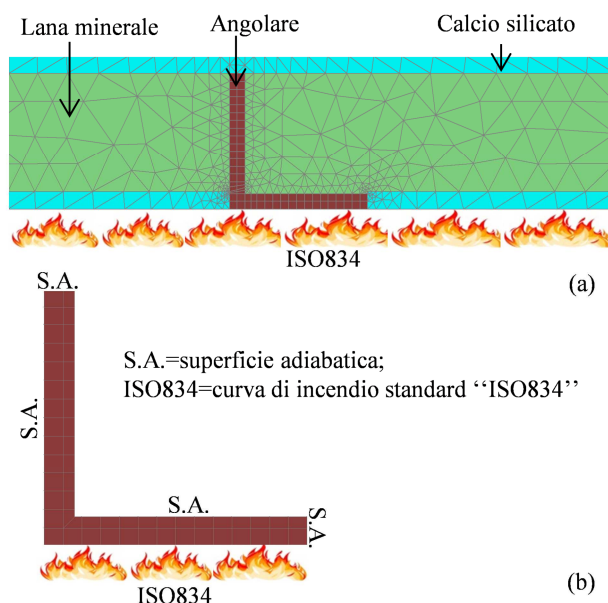 Lana minerale
Angolare
Calcio silicato
ISO834
(a)
S.A.
S.A.=superficie adiabatica;
ISO834=curva di incendio standard ‘‘ISO834’’
S.A.
S.A.
S.A.
ISO834
(b)